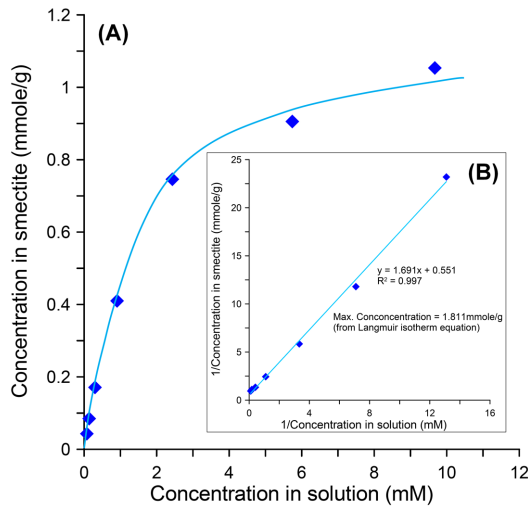 (A)
Concentration in smectite (mmole/g)
1.2
1
0.8
0.6
0.4
0.2
0
0 2 4 6 8 10 12
Concentration in solution (mM)
(B)
1/Concentration in smectite (mmole/g)
25
20
15
10
5
0
0 4 8 12 16
1/Concentration in solution (mM)
y = 1.691x + 0.551
R² = 0.997
Max. Conconcentration = 1.811mmole/g
(from Langmuir isotherm equation)